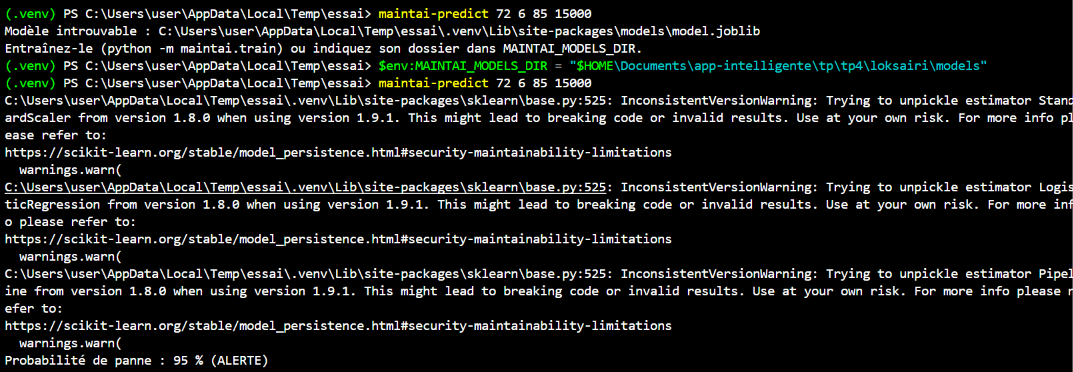 (.venv) PS C:\Users\user\AppData\Local\Temp\essai> maintai-predict 72 6 85 15000
Modèle introuvable : C:\Users\user\AppData\Local\Temp\essai\.venv\Lib\site-packages\models\model.joblib
Entraînez-le (python -m maintai.train) ou indiquez son dossier dans MAINTAI_MODELS_DIR.
(.venv) PS C:\Users\user\AppData\Local\Temp\essai> $env:MAINTAI_MODELS_DIR = "$HOME\Documents\app-intelligente\tp\tp4\loksairi\models"
(.venv) PS C:\Users\user\AppData\Local\Temp\essai> maintai-predict 72 6 85 15000
C:\Users\user\AppData\Local\Temp\essai\.venv\Lib\site-packages\sklearn\base.py:525: InconsistentVersionWarning: Trying to unpickle estimator Stand
ardScaler from version 1.8.0 when using version 1.9.1. This might lead to breaking code or invalid results. Use at your own risk. For more info pl
ease refer to:
https://scikit-learn.org/stable/model_persistence.html#security-maintainability-limitations
  warnings.warn(
C:\Users\user\AppData\Local\Temp\essai\.venv\Lib\site-packages\sklearn\base.py:525: InconsistentVersionWarning: Trying to unpickle estimator Logis
ticRegression from version 1.8.0 when using version 1.9.1. This might lead to breaking code or invalid results. Use at your own risk. For more inf
o please refer to:
https://scikit-learn.org/stable/model_persistence.html#security-maintainability-limitations
  warnings.warn(
C:\Users\user\AppData\Local\Temp\essai\.venv\Lib\site-packages\sklearn\base.py:525: InconsistentVersionWarning: Trying to unpickle estimator Pipel
ine from version 1.8.0 when using version 1.9.1. This might lead to breaking code or invalid results. Use at your own risk. For more info please r
efer to:
https://scikit-learn.org/stable/model_persistence.html#security-maintainability-limitations
  warnings.warn(
Probabilité de panne : 95 % (ALERTE)